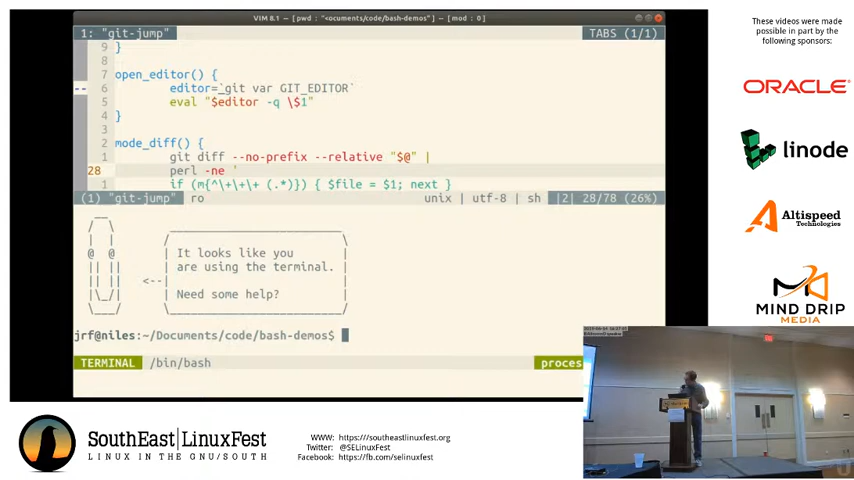 VIM 8.1 - [ pwd : "<ocuments/code/bash-demos" ] - [ mod : 0 ]
1: "git-jump"
TABS (1/1)
9 }
8
7 open_editor() {
-- 6 editor=`git var GIT_EDITOR`
5 eval "$editor -q \$1"
4 }
3
2 mode_diff() {
1 git diff --no-prefix --relative "$@" |
28 perl -ne '
1 if (m{^\+\+\+ (.*)}) { $file = $1; next }
(1) "git-jump" ro unix | utf-8 | sh |2| 28/78 (26%)
It looks like you
are using the terminal.
Need some help?
jrf@niles:~/Documents/code/bash-demos$
TERMINAL /bin/bash proces
These videos were made
possible in part by the
following sponsors:
ORACLE
linode
Altispeed
Technologies
MIND DRIP
MEDIA
SouthEast|LinuxFest
LINUX IN THE GNU/SOUTH
WWW: https://southeastlinuxfest.org
Twitter: @SELinuxFest
Facebook: https://fb.com/selinuxfest